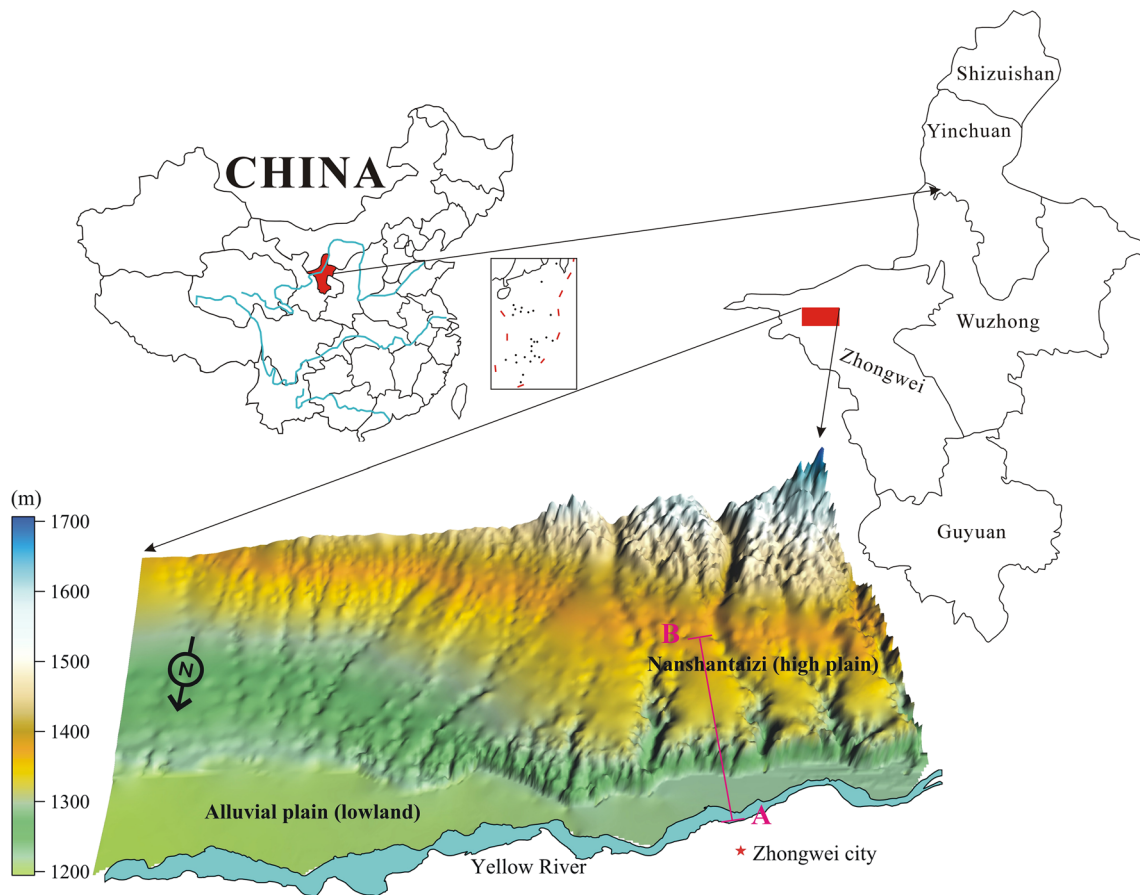 CHINA
Shizuishan
Yinchuan
Wuzhong
Zhongwei
Guyuan
(m)
1700
1600
1500
1400
1300
1200
N
B
Nanshantaizi (high plain)
A
Alluvial plain (lowland)
Yellow River
Zhongwei city